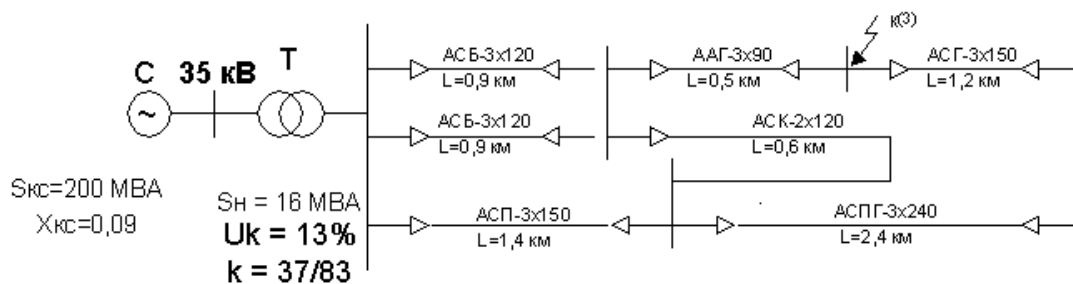 К(3)
С
35 кВ
Т
~
АСБ-3х120
L=0,9 км
ААГ-3х90
L=0,5 км
АСГ-3х150
L=1,2 км
АСБ-3х120
L=0,9 км
АСК-2х120
L=0,6 км
Sкс=200 МВА
Хкс=0,09
Sн = 16 МВА
Uk = 13%
k = 37/83
АСП-3х150
L=1,4 км
АСПГ-3х240
L=2,4 км